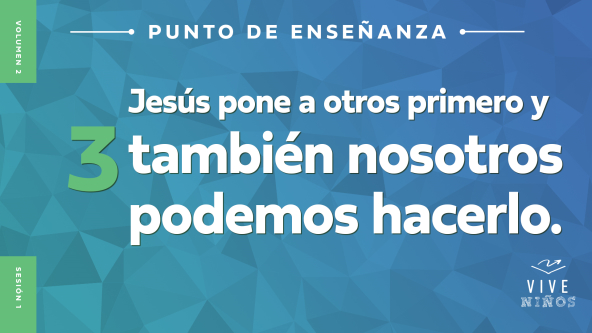 VOLUMEN 2
PUNTO DE ENSEÑANZA
3
Jesús pone a otros primero y
también nosotros
podemos hacerlo.
SESIÓN 1
VIVE
NIÑOS